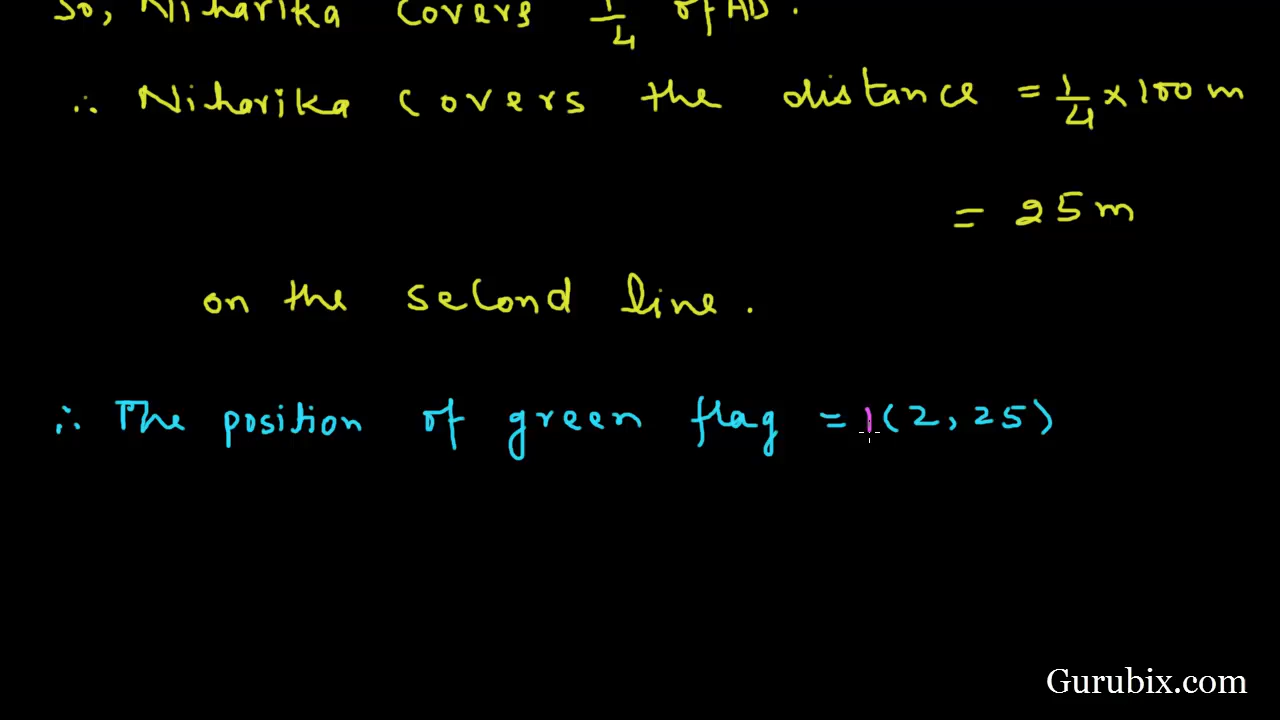 So, Niharika covers 1/4 of AD.
∴ Niharika covers the distance = 1/4 × 100 m
= 25 m
on the second line.
∴ The position of green flag = (2, 25)
Gurubix.com